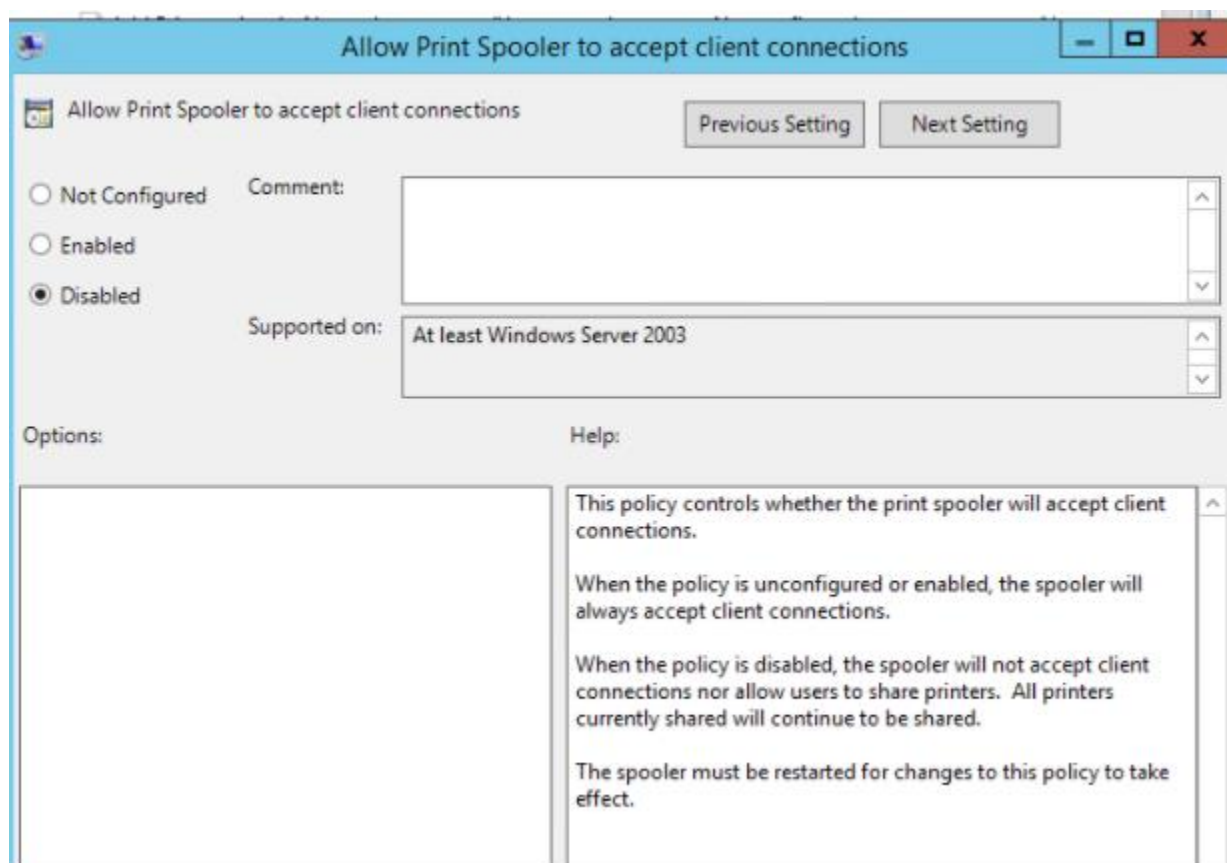 Allow Print Spooler to accept client connections
Allow Print Spooler to accept client connections
Previous Setting
Next Setting
Not Configured
Comment:
Enabled
Disabled
Supported on:
At least Windows Server 2003
Options:
Help:
This policy controls whether the print spooler will accept client
connections.
When the policy is unconfigured or enabled, the spooler will
always accept client connections.
When the policy is disabled, the spooler will not accept client
connections nor allow users to share printers.  All printers
currently shared will continue to be shared.
The spooler must be restarted for changes to this policy to take
effect.